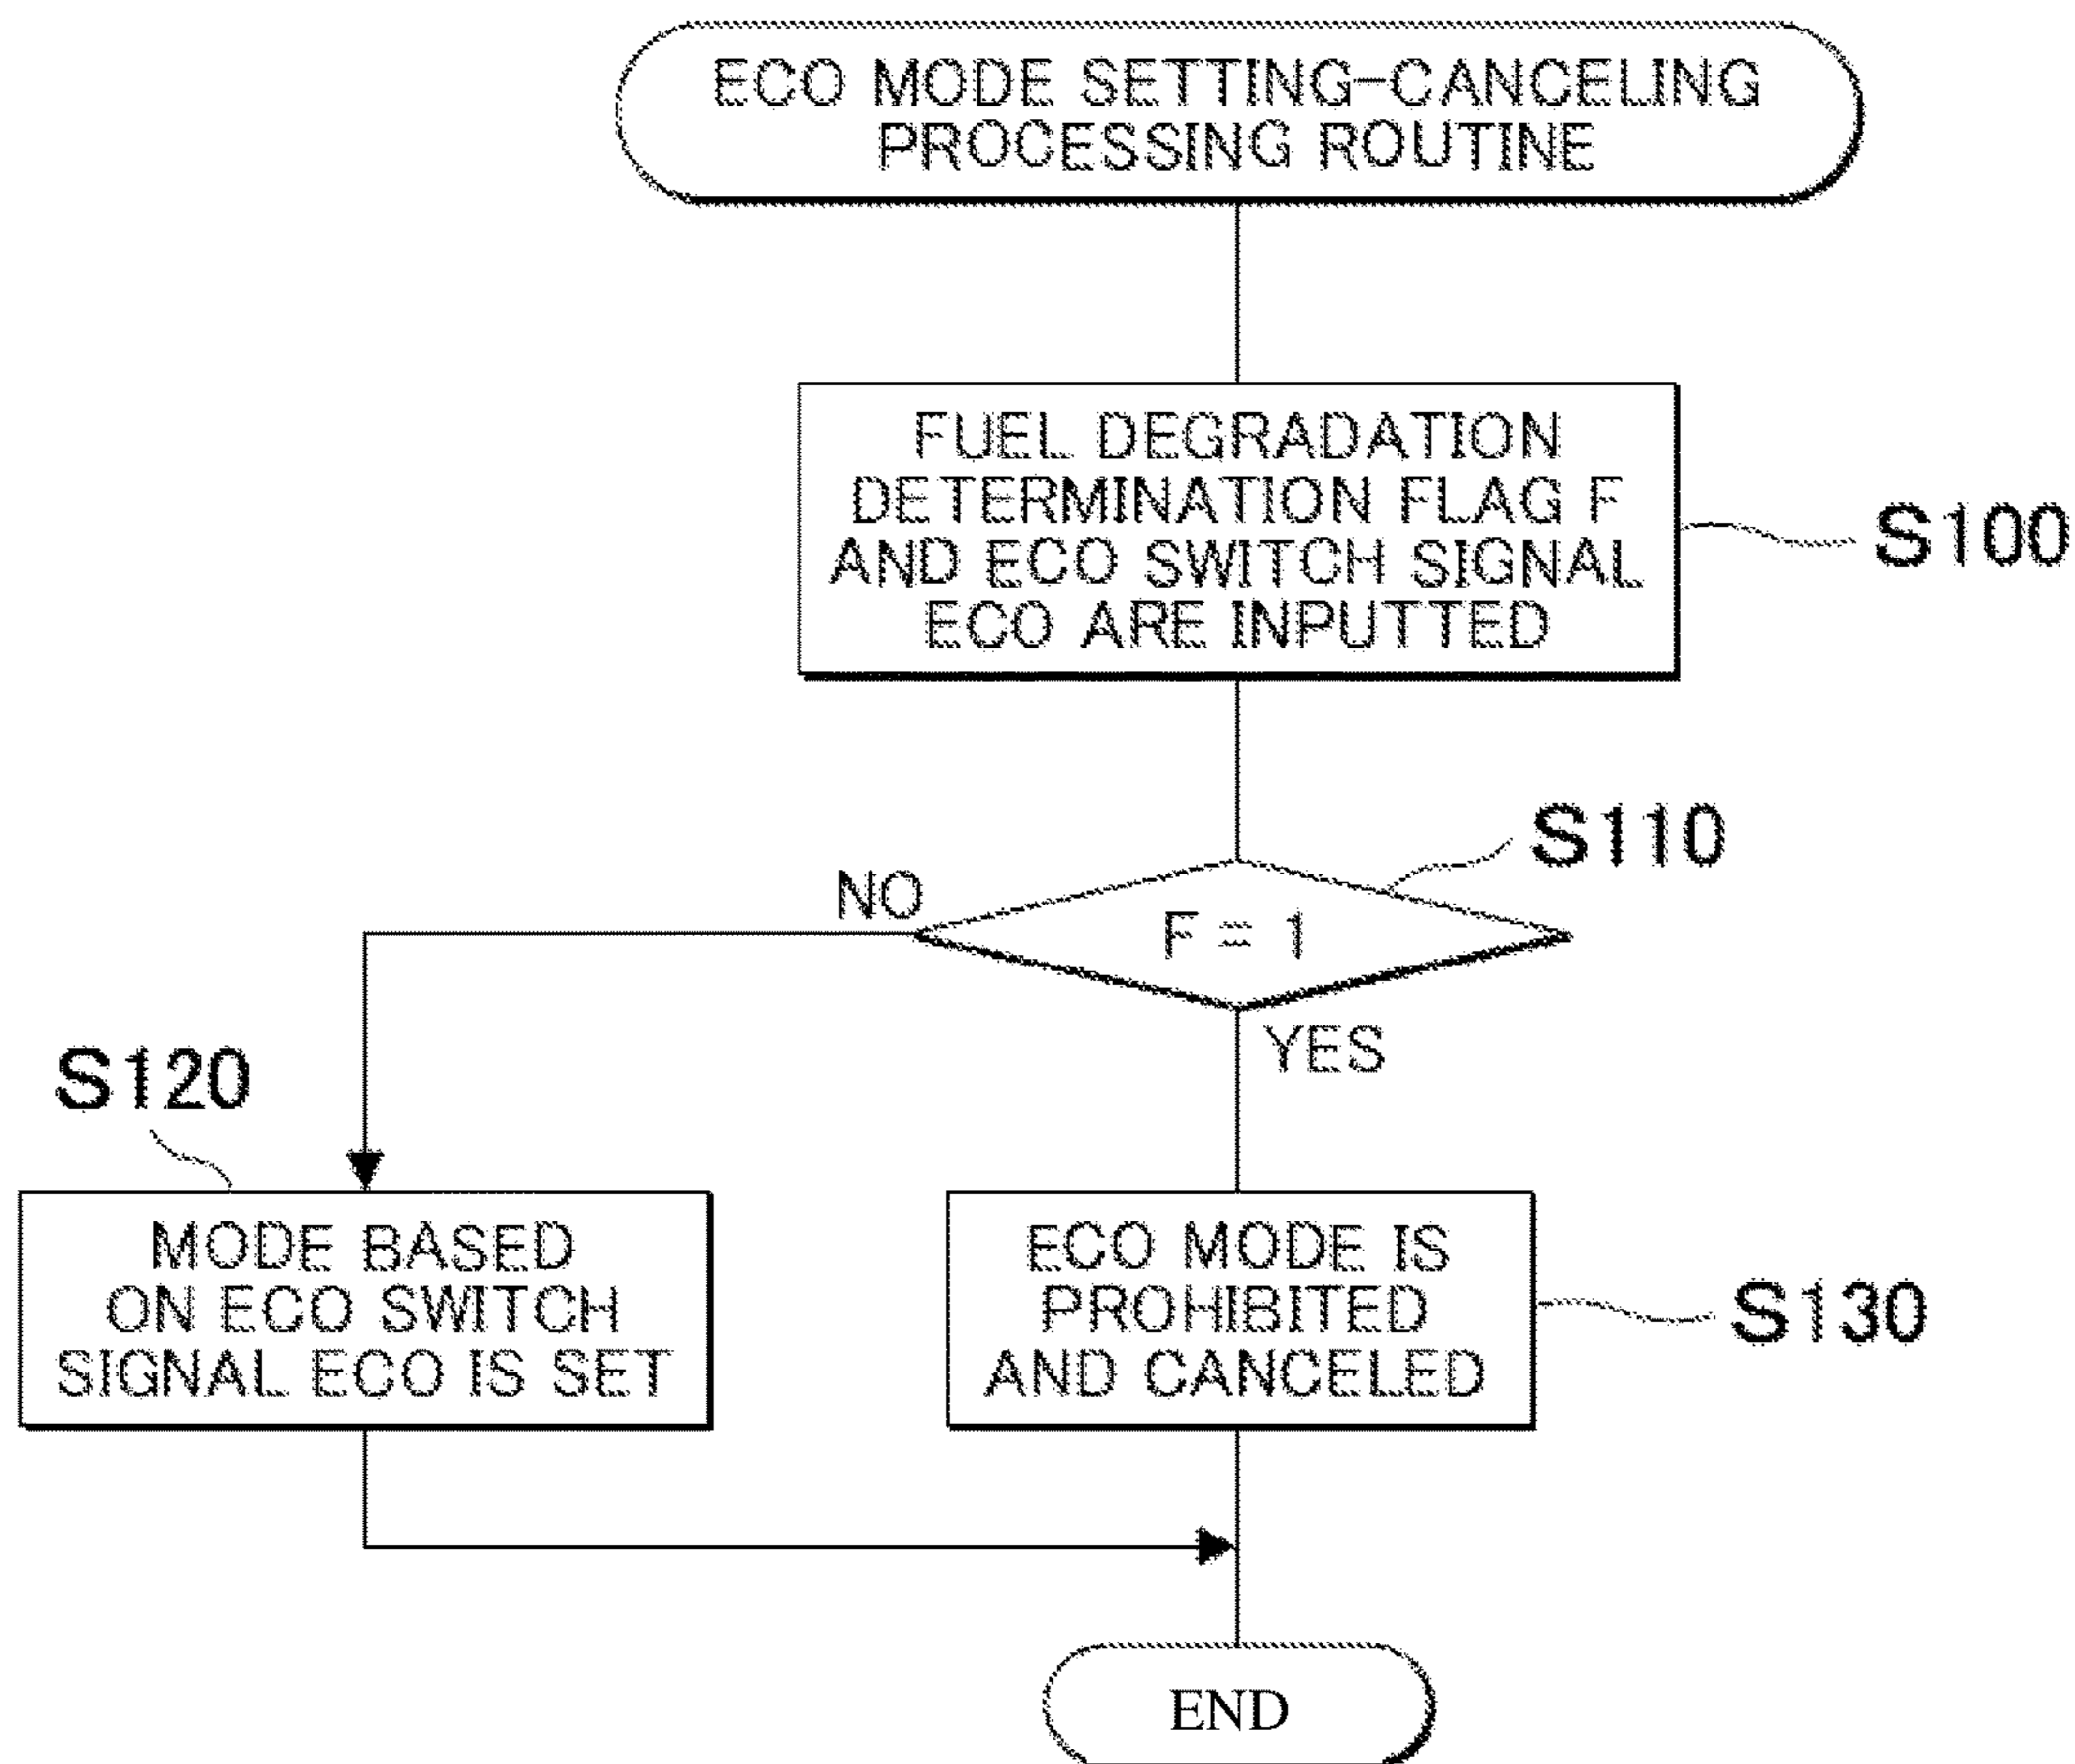 ECO MODE SETTING-CANCELING
PROCESSING ROUTINE
FUEL DEGRADATION
DETERMINATION FLAG F
AND ECO SWITCH SIGNAL
ECO ARE INPUTTED
S100
S110
NO
F = 1
YES
S120
MODE BASED
ON ECO SWITCH
SIGNAL ECO IS SET
ECO MODE IS
PROHIBITED
AND CANCELED
S130
END